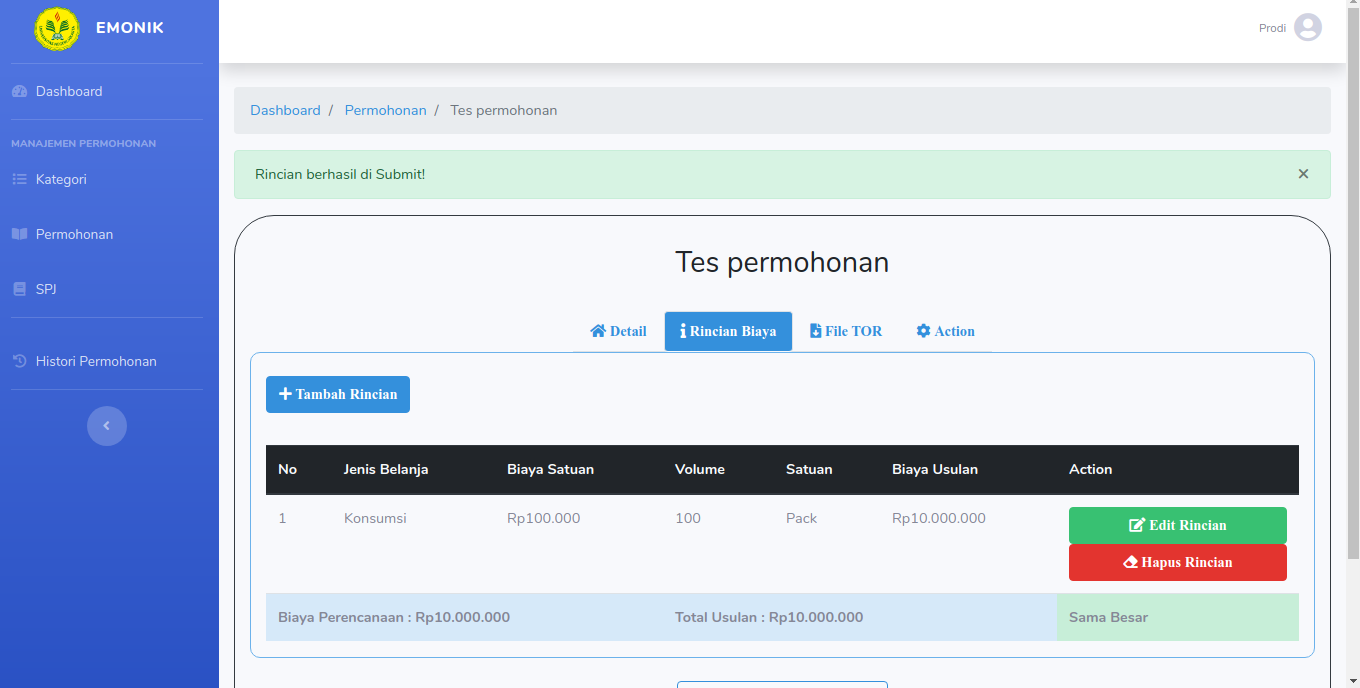 EMONIK
Prodi
Dashboard
MANAJEMEN PERMOHONAN
Kategori
Permohonan
SPJ
Histori Permohonan
Dashboard / Permohonan / Tes permohonan
Rincian berhasil di Submit! ×
Tes permohonan
Detail Rincian Biaya File TOR Action
Tambah Rincian
No Jenis Belanja Biaya Satuan Volume Satuan Biaya Usulan Action
1 Konsumsi Rp100.000 100 Pack Rp10.000.000 Edit Rincian
Hapus Rincian
Biaya Perencanaan : Rp10.000.000 Total Usulan : Rp10.000.000 Sama Besar